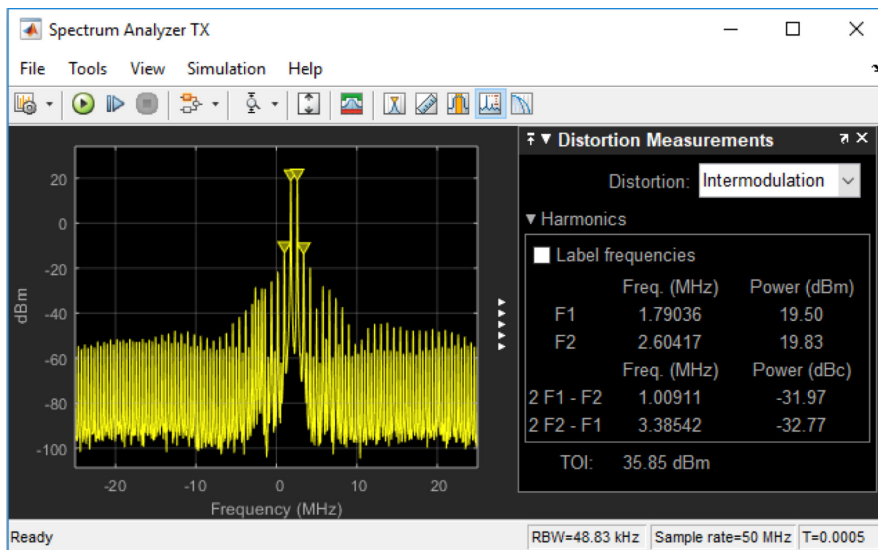 Spectrum Analyzer TX
File Tools View Simulation Help
Distortion Measurements
Distortion: Intermodulation
Harmonics
Label frequencies
Freq. (MHz) Power (dBm)
F1 1.79036 19.50
F2 2.60417 19.83
Freq. (MHz) Power (dBc)
2 F1 - F2 1.00911 -31.97
2 F2 - F1 3.38542 -32.77
TOI: 35.85 dBm
20
0
-20
-40
-60
-80
-100
dBm
-20 -10 0 10 20
Frequency (MHz)
Ready RBW=48.83 kHz Sample rate=50 MHz T=0.0005